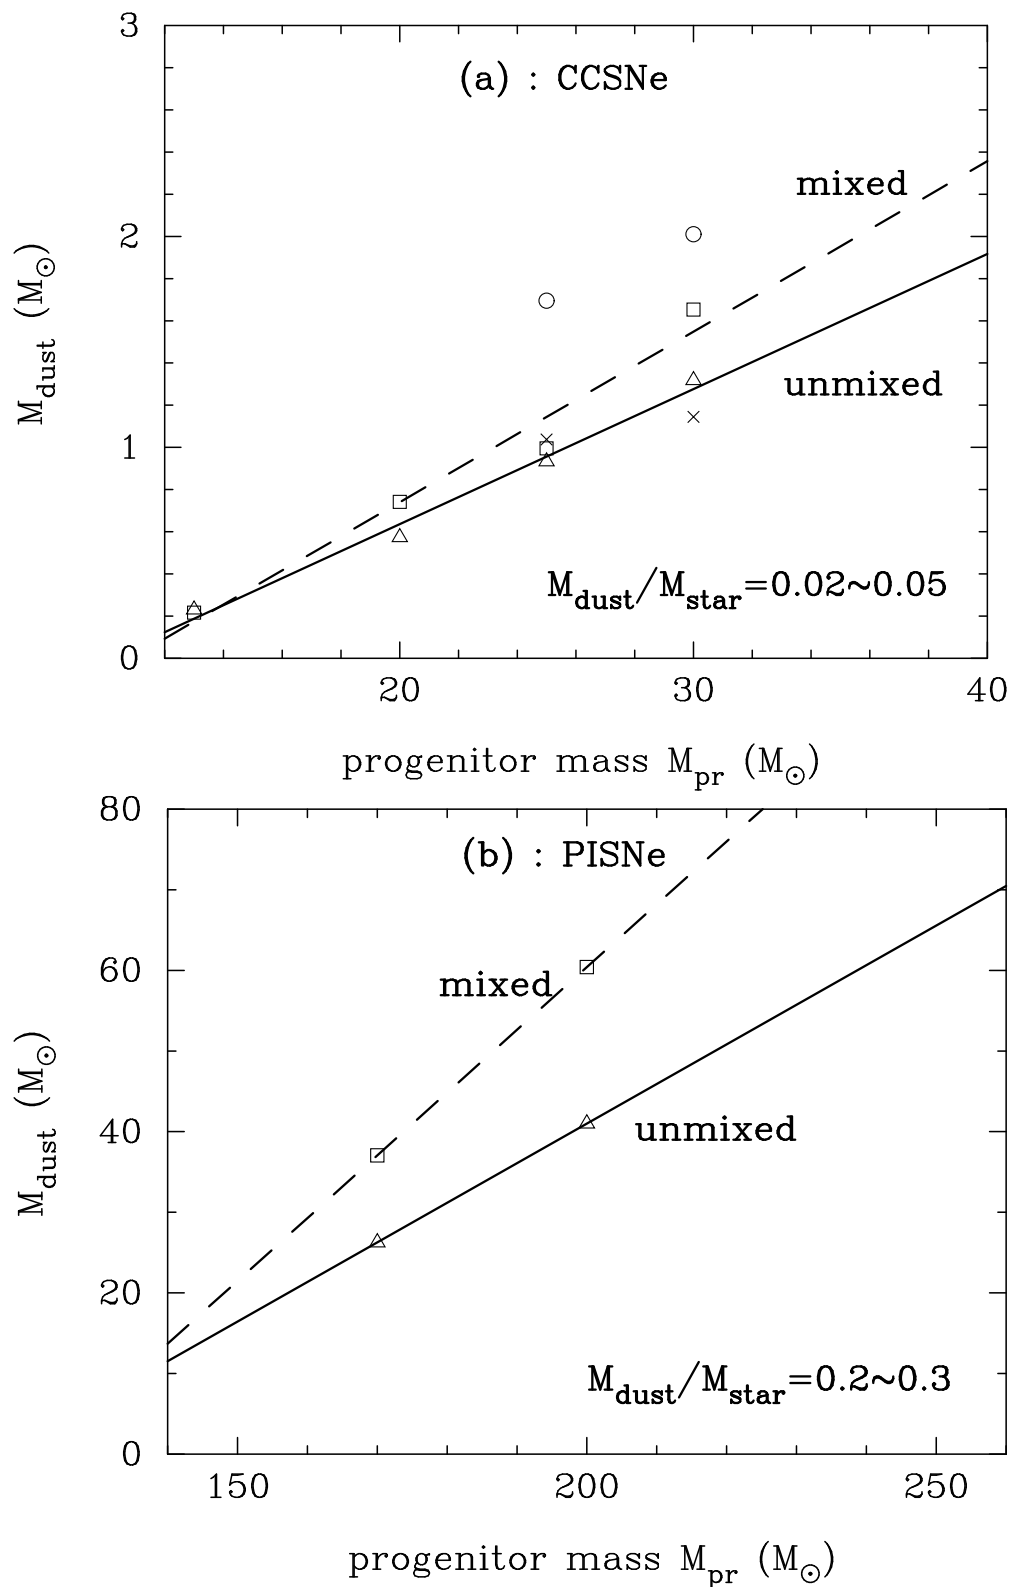 (a) : CCSNe
3
2
1
0
M_dust (M_⊙)
mixed
unmixed
M_dust/M_star=0.02~0.05
20 30 40
progenitor mass M_pr (M_⊙)
(b) : PISNe
80
60
40
20
0
M_dust (M_⊙)
mixed
unmixed
M_dust/M_star=0.2~0.3
150 200 250
progenitor mass M_pr (M_⊙)